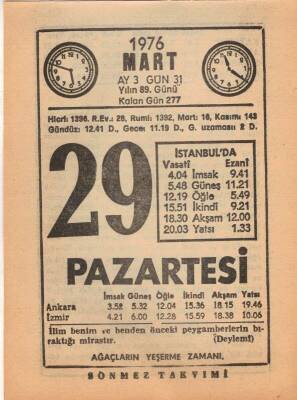 1976
MART
AY 3 GÜN 31
Yılın 89. Günü
Kalan Gün 277
Hicri: 1396. R.Ev.: 28, Rumi: 1392, Mart: 16, Kasım: 143
Gündüz: 12.41 D., Gece: 11.19 D., G. uzaması 2 D.
29
İSTANBUL'DA
Vasati Ezani
4.04 İmsak 9.41
5.48 Güneş 11.21
12.19 Öğle 5.49
15.51 İkindi 9.21
18.30 Akşam 12.00
20.03 Yatsı 1.33
PAZARTESİ
İmsak Güneş Öğle İkindi Akşam Yatsı
Ankara 3.52 5.32 12.04 15.36 18.15 19.46
İzmir 4.21 6.00 12.28 15.59 18.38 10.06
İlim benim ve benden önceki peygamberlerin bı-
raktığı mirastır. (Deylemî)
AĞAÇLARIN YEŞERME ZAMANI.
SÖNMEZ TAKVİMİ